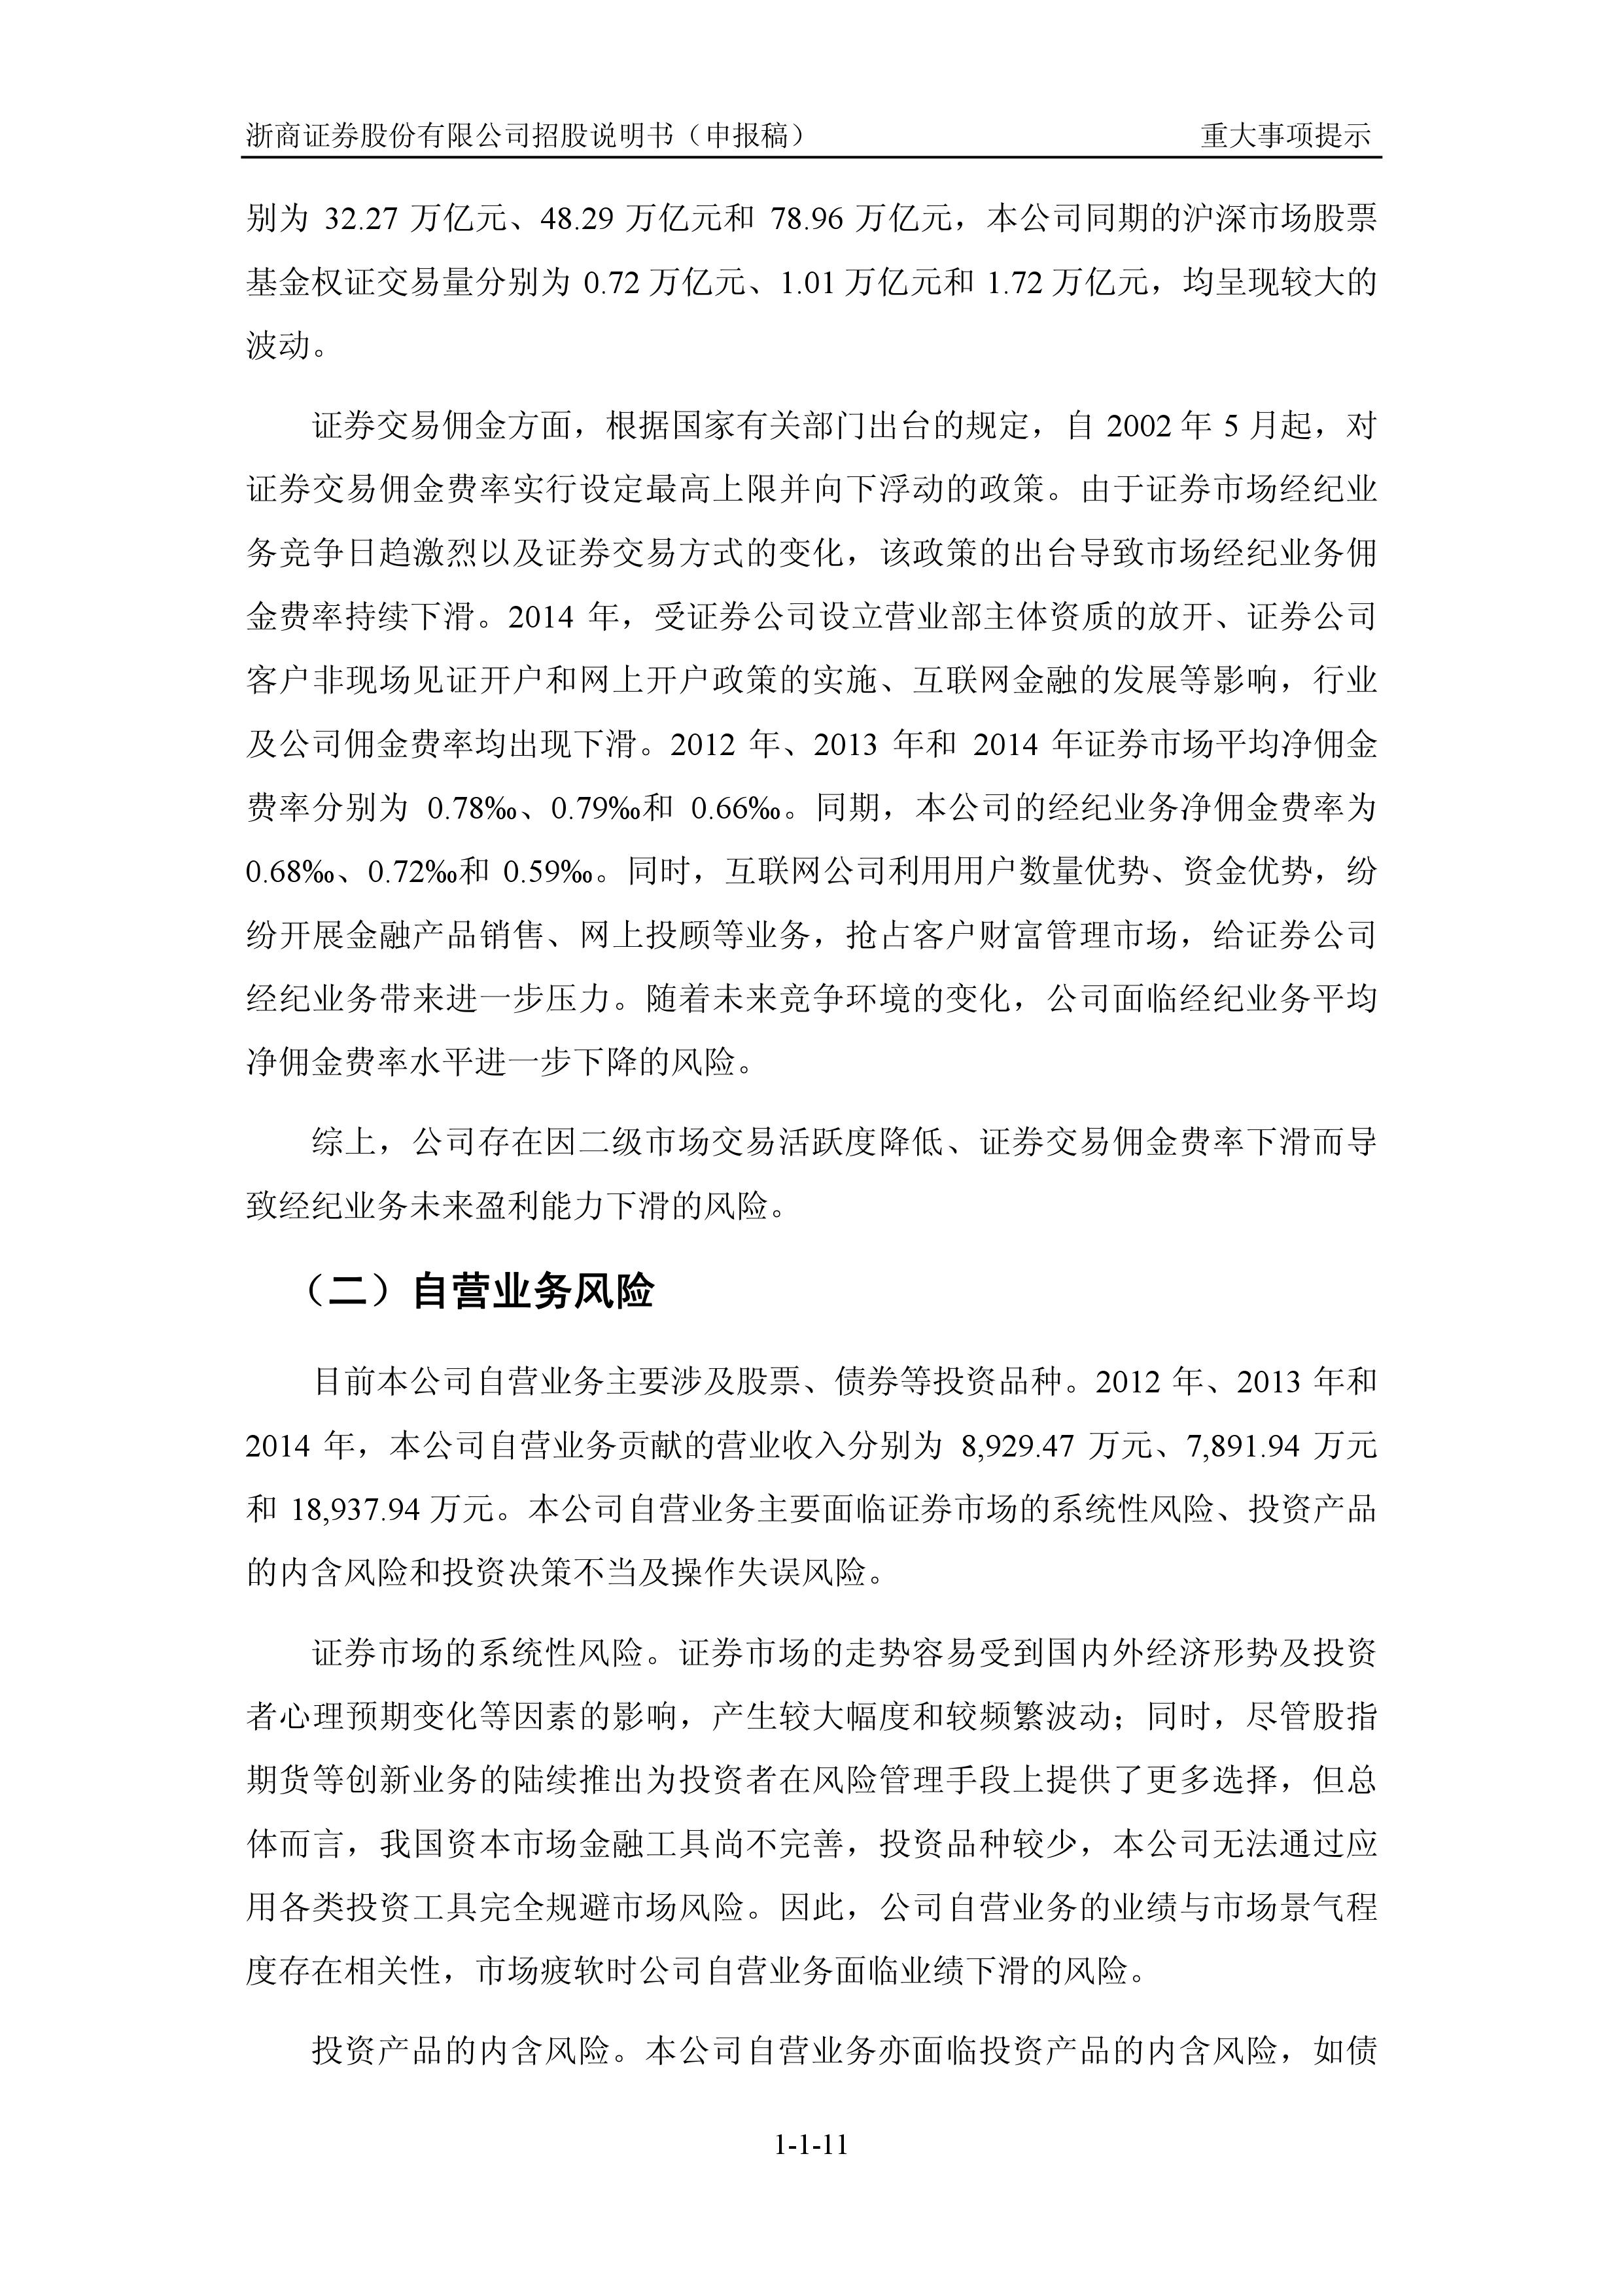 浙商证券股份有限公司招股说明书（申报稿） 重大事项提示
别为 32.27 万亿元、48.29 万亿元和 78.96 万亿元，本公司同期的沪深市场股票
基金权证交易量分别为 0.72 万亿元、1.01 万亿元和 1.72 万亿元，均呈现较大的
波动。
证券交易佣金方面，根据国家有关部门出台的规定，自 2002 年 5 月起，对
证券交易佣金费率实行设定最高上限并向下浮动的政策。由于证券市场经纪业
务竞争日趋激烈以及证券交易方式的变化，该政策的出台导致市场经纪业务佣
金费率持续下滑。2014 年，受证券公司设立营业部主体资质的放开、证券公司
客户非现场见证开户和网上开户政策的实施、互联网金融的发展等影响，行业
及公司佣金费率均出现下滑。2012 年、2013 年和 2014 年证券市场平均净佣金
费率分别为 0.78‰、0.79‰和 0.66‰。同期，本公司的经纪业务净佣金费率为
0.68‰、0.72‰和 0.59‰。同时，互联网公司利用用户数量优势、资金优势，纷
纷开展金融产品销售、网上投顾等业务，抢占客户财富管理市场，给证券公司
经纪业务带来进一步压力。随着未来竞争环境的变化，公司面临经纪业务平均
净佣金费率水平进一步下降的风险。
综上，公司存在因二级市场交易活跃度降低、证券交易佣金费率下滑而导
致经纪业务未来盈利能力下滑的风险。
（二）自营业务风险
目前本公司自营业务主要涉及股票、债券等投资品种。2012 年、2013 年和
2014 年，本公司自营业务贡献的营业收入分别为 8,929.47 万元、7,891.94 万元
和 18,937.94 万元。本公司自营业务主要面临证券市场的系统性风险、投资产品
的内含风险和投资决策不当及操作失误风险。
证券市场的系统性风险。证券市场的走势容易受到国内外经济形势及投资
者心理预期变化等因素的影响，产生较大幅度和较频繁波动；同时，尽管股指
期货等创新业务的陆续推出为投资者在风险管理手段上提供了更多选择，但总
体而言，我国资本市场金融工具尚不完善，投资品种较少，本公司无法通过应
用各类投资工具完全规避市场风险。因此，公司自营业务的业绩与市场景气程
度存在相关性，市场疲软时公司自营业务面临业绩下滑的风险。
投资产品的内含风险。本公司自营业务亦面临投资产品的内含风险，如债
1-1-11